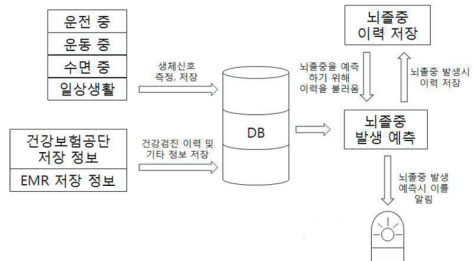 운전 중
운동 중
수면 중
일상생활
생체신호
측정, 저장
건강보험공단
저장 정보
EMR 저장 정보
건강검진 이력 및
기타 정보 저장
DB
뇌졸중
이력 저장
뇌졸중을 예측
하기 위해
이력을 불러옴
뇌졸중 발생시
이력 저장
뇌졸중
발생 예측
뇌졸중 발생
예측시 이를
알림